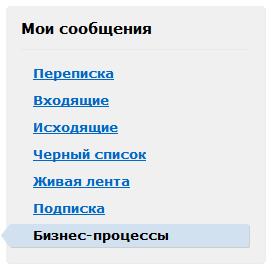 Мои сообщения
Переписка
Входящие
Исходящие
Черный список
Живая лента
Подписка
Бизнес-процессы